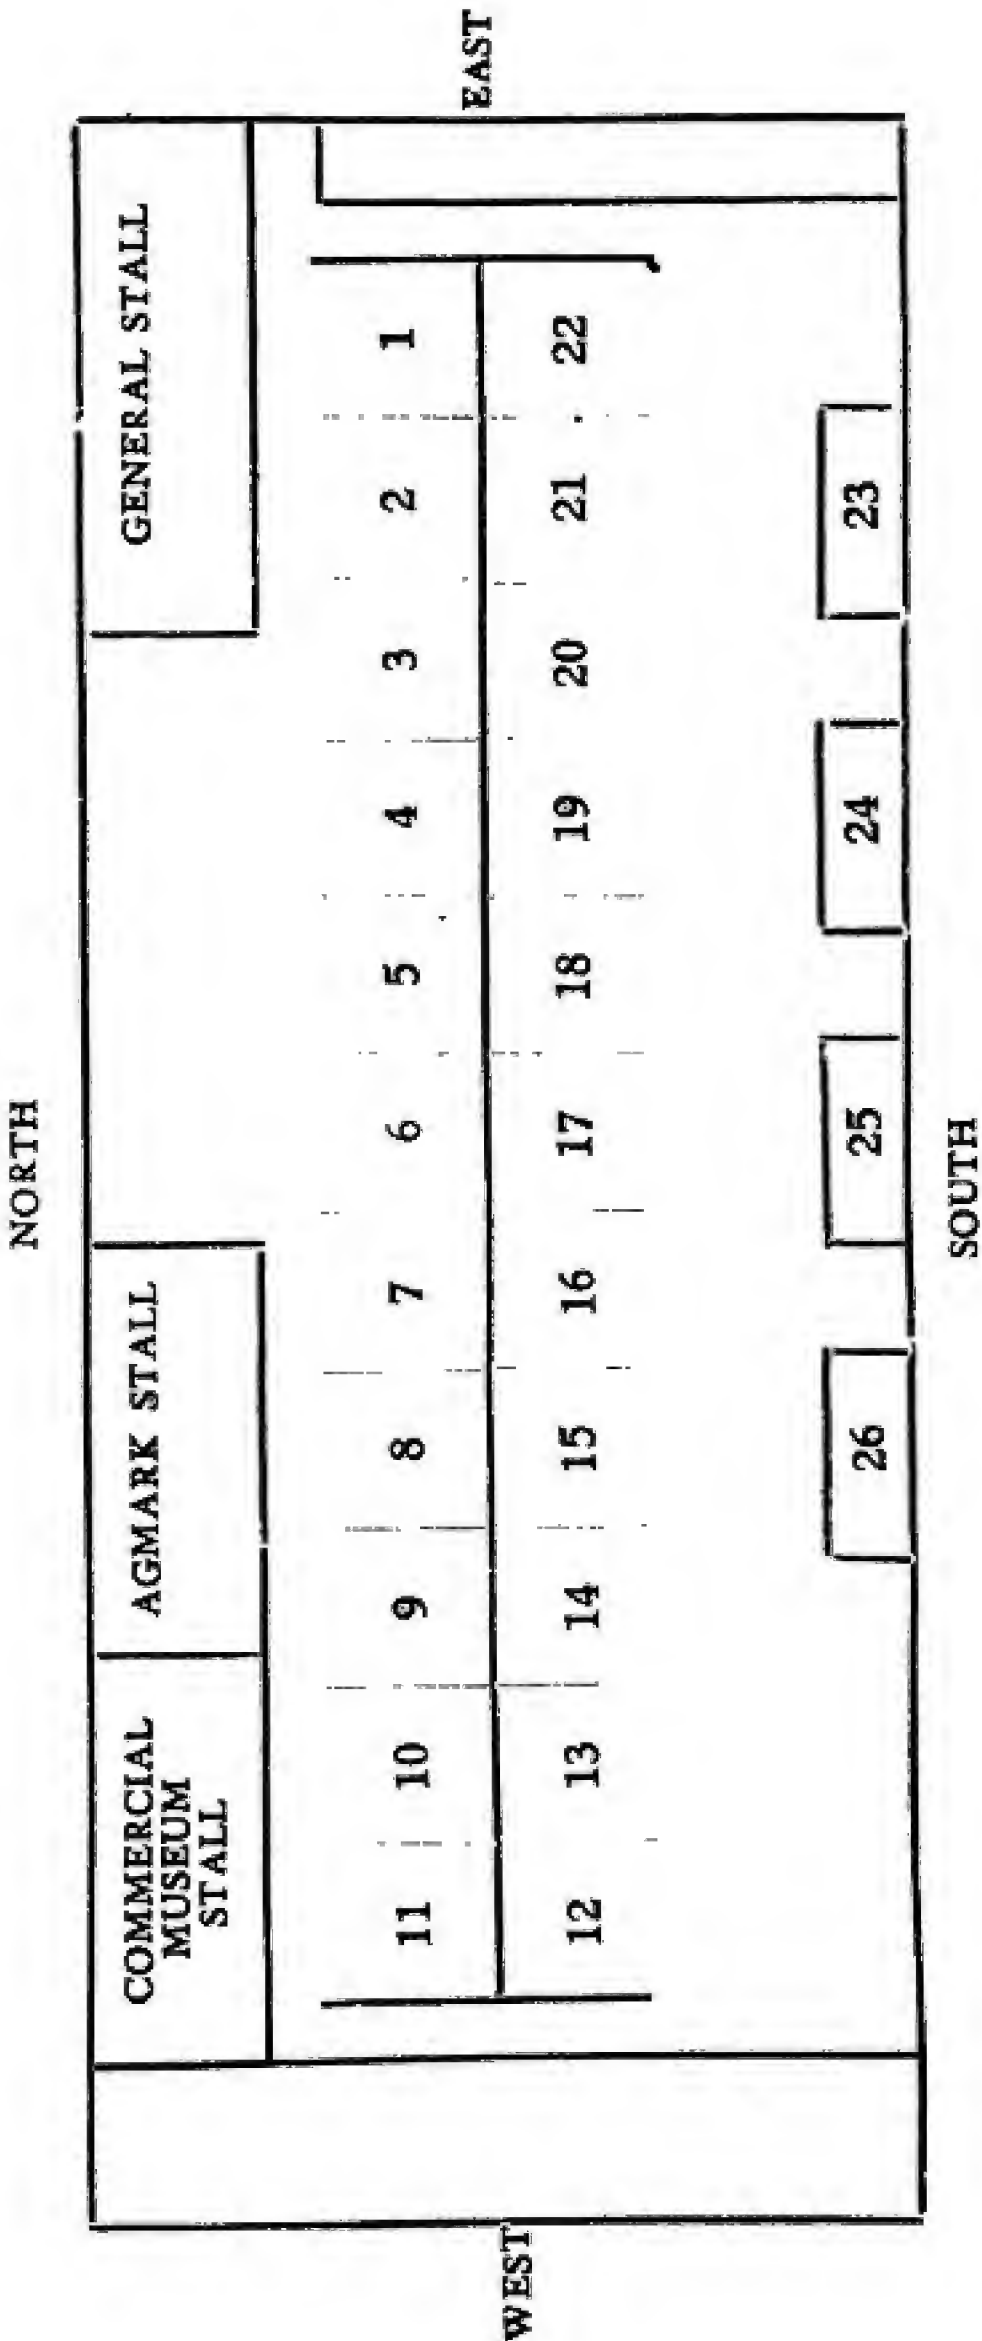 NORTH
COMMERCIAL
MUSEUM
STALL
AGMARK STALL
GENERAL STALL
11 10 9 8 7 6 5 4 3 2 1
WEST
EAST
12 13 14 15 16 17 18 19 20 21 22
26 25 24 23
SOUTH